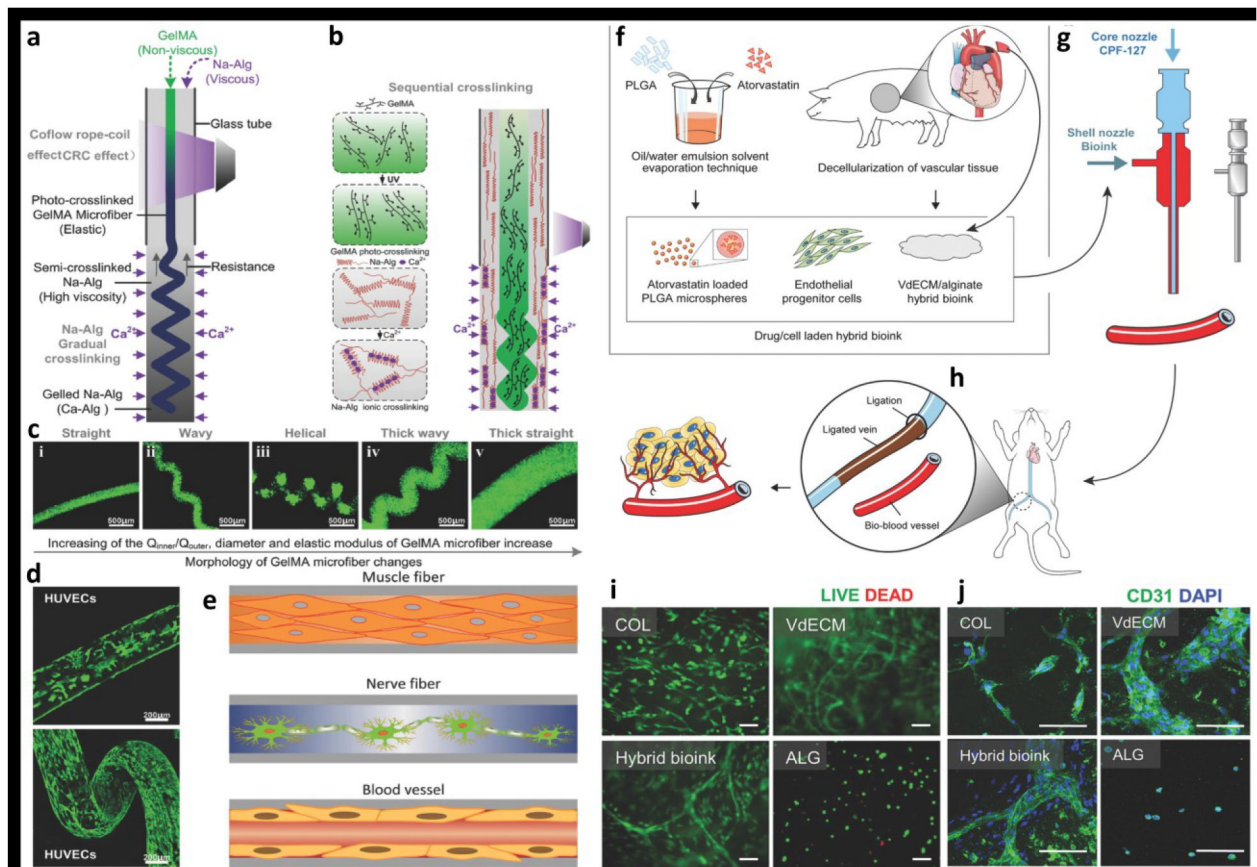 a
GelMA
(Non-viscous)
Na-Alg
(Viscous)
Glass tube
Coflow rope-coil
effect(CRC effect)
Photo-crosslinked
GelMA Microfiber
(Elastic)
Semi-crosslinked
Na-Alg
(High viscosity)
Resistance
Ca²⁺
Ca²⁺
Na-Alg
Gradual
crosslinking
Gelled Na-Alg
(Ca-Alg )
b
Sequential crosslinking
GelMA
UV
GelMA photo-crosslinking
Na-Alg Ca²⁺
Ca²⁺
Na-Alg ionic crosslinking
Ca²⁺
Ca²⁺
c
Straight
Wavy
Helical
Thick wavy
Thick straight
i
ii
iii
iv
v
500μm
500μm
500μm
500μm
500μm
Increasing of the Qinner/Qouter, diameter and elastic modulus of GelMA microfiber increase
Morphology of GelMA microfiber changes
d
HUVECs
200μm
200μm
HUVECs
e
Muscle fiber
Nerve fiber
Blood vessel
f
PLGA
Atorvastatin
Oil/water emulsion solvent
evaporation technique
Decellularization of vascular tissue
Atorvastatin loaded
PLGA microspheres
Endothelial
progenitor cells
VdECM/alginate
hybrid bioink
Drug/cell laden hybrid bioink
g
Core nozzle
CPF-127
Shell nozzle
Bioink
h
Ligation
Ligated vein
Bio-blood vessel
i
LIVE DEAD
COL
VdECM
Hybrid bioink
ALG
j
CD31 DAPI
COL
VdECM
Hybrid bioink
ALG